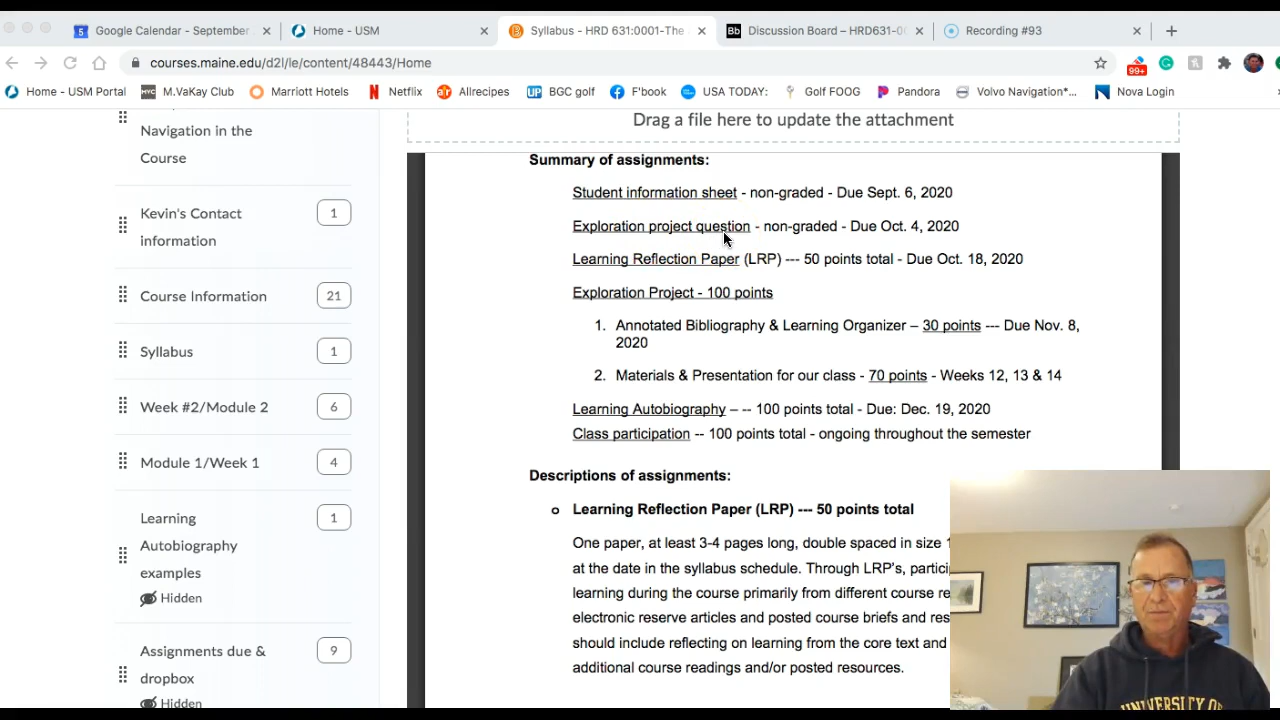 5 Google Calendar - September
Home - USM
Syllabus - HRD 631:0001-The
Bb Discussion Board – HRD631-0
Recording #93
courses.maine.edu/d2l/le/content/48443/Home
99+
Home - USM Portal
MVC M.VaKay Club
Marriott Hotels
Netflix
ar Allrecipes
UP BGC golf
F'book
USA TODAY:
Golf FOOG
Pandora
Volvo Navigation*...
Nova Login
Navigation in the
Course
Kevin's Contact
information
1
Course Information 21
Syllabus 1
Week #2/Module 2 6
Module 1/Week 1 4
Learning
Autobiography
examples
1
Hidden
Assignments due &
dropbox
9
Hidden
Drag a file here to update the attachment
Summary of assignments:
Student information sheet - non-graded - Due Sept. 6, 2020
Exploration project question - non-graded - Due Oct. 4, 2020
Learning Reflection Paper (LRP) --- 50 points total - Due Oct. 18, 2020
Exploration Project - 100 points
1. Annotated Bibliography & Learning Organizer – 30 points --- Due Nov. 8,
2020
2. Materials & Presentation for our class - 70 points - Weeks 12, 13 & 14
Learning Autobiography – -- 100 points total - Due: Dec. 19, 2020
Class participation -- 100 points total - ongoing throughout the semester
Descriptions of assignments:
o Learning Reflection Paper (LRP) --- 50 points total
One paper, at least 3-4 pages long, double spaced in size 1
at the date in the syllabus schedule. Through LRP's, partici
learning during the course primarily from different course re
electronic reserve articles and posted course briefs and res
should include reflecting on learning from the core text and
additional course readings and/or posted resources.
UNIVERSITY OF